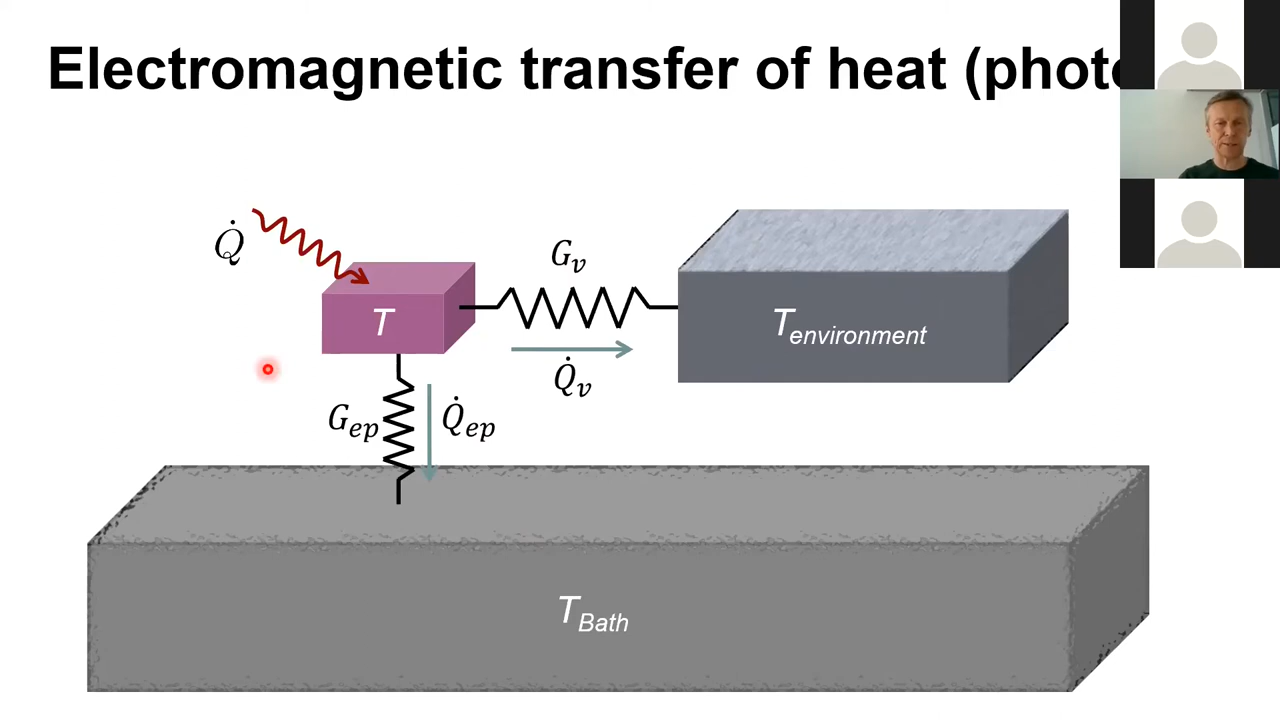 Electromagnetic transfer of heat (phot
Q̇
G_v
T
T_environment
Q̇_v
G_ep
Q̇_ep
T_Bath